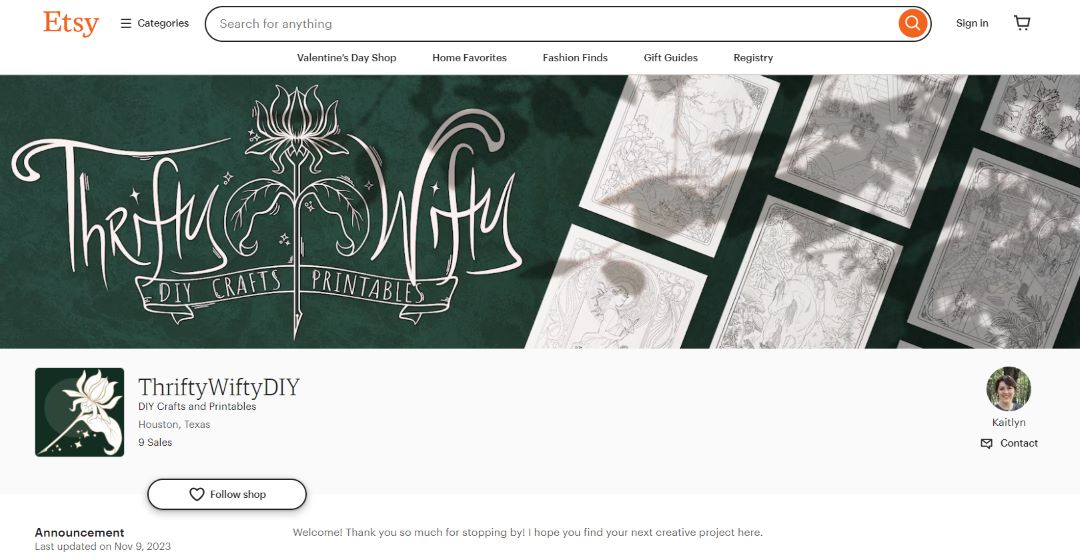 Etsy
Categories
Search for anything
Sign in
Valentine's Day Shop
Home Favorites
Fashion Finds
Gift Guides
Registry
Thrifty Wifty
DIY CRAFTS PRINTABLES
ThriftyWiftyDIY
DIY Crafts and Printables
Houston, Texas
9 Sales
Kaitlyn
Contact
Follow shop
Announcement
Last updated on Nov 9, 2023
Welcome! Thank you so much for stopping by! I hope you find your next creative project here.